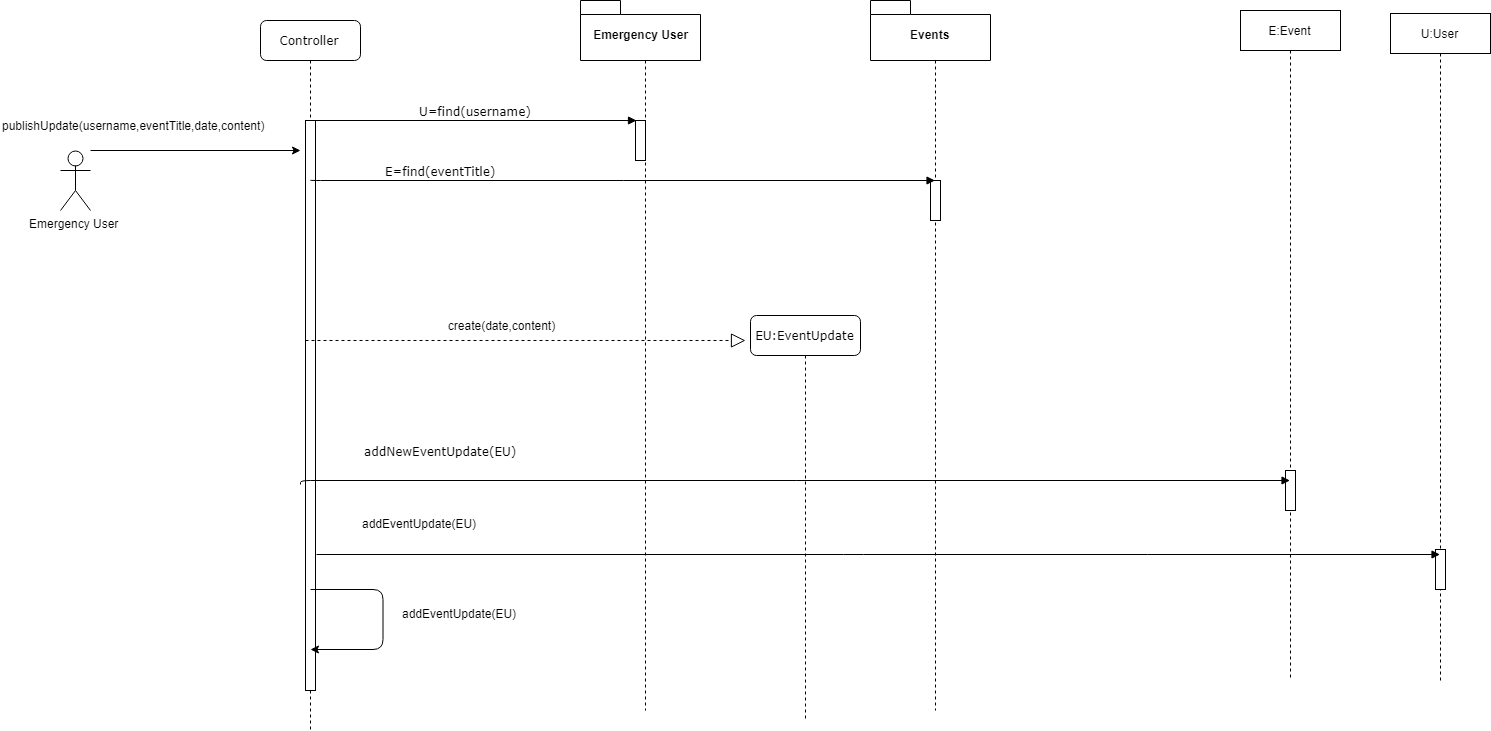 Controller
Emergency User
Events
E:Event
U:User
publishUpdate(username,eventTitle,date,content)
Emergency User
U=find(username)
E=find(eventTitle)
create(date,content)
EU:EventUpdate
addNewEventUpdate(EU)
addEventUpdate(EU)
addEventUpdate(EU)